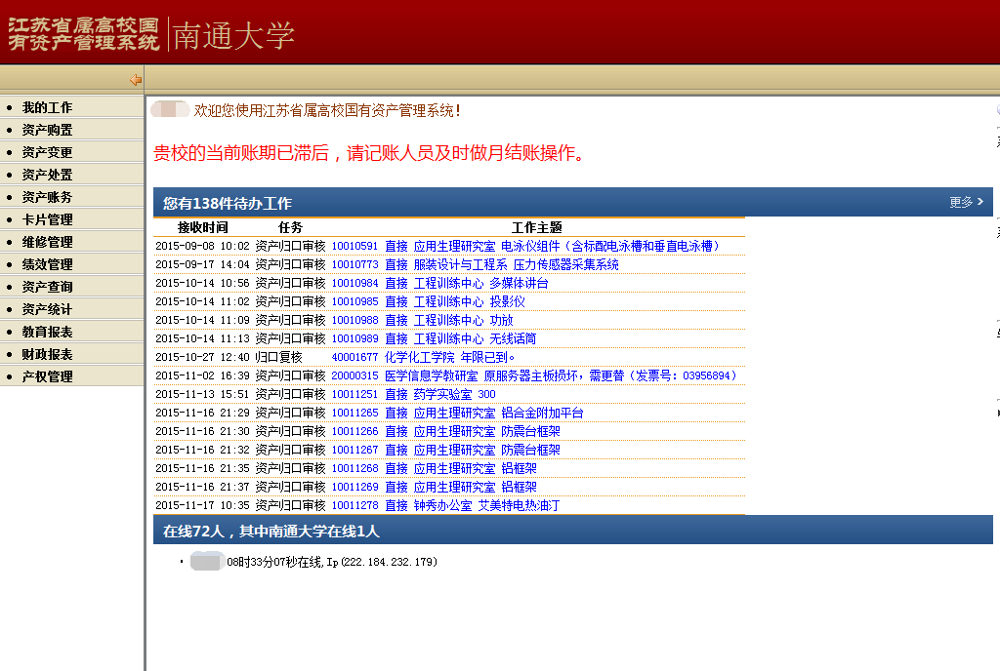 江苏省属高校国
有资产管理系统
南通大学
我的工作
资产购置
资产变更
资产处置
资产账务
卡片管理
维修管理
绩效管理
资产查询
资产统计
教育报表
财政报表
产权管理
欢迎您使用江苏省属高校国有资产管理系统!
贵校的当前账期已滞后，请记账人员及时做月结账操作。
您有138件待办工作 更多 >
接收时间 任务 工作主题
2015-09-08 10:02 资产归口审核 10010591 直接 应用生理研究室 电泳仪组件（含标配电泳槽和垂直电泳槽）
2015-09-17 14:04 资产归口审核 10010773 直接 服装设计与工程系 压力传感器采集系统
2015-10-14 10:56 资产归口审核 10010984 直接 工程训练中心 多媒体讲台
2015-10-14 11:02 资产归口审核 10010985 直接 工程训练中心 投影仪
2015-10-14 11:09 资产归口审核 10010988 直接 工程训练中心 功放
2015-10-14 11:13 资产归口审核 10010989 直接 工程训练中心 无线话筒
2015-10-27 12:40 归口复核 40001677 化学化工学院 年限已到。
2015-11-02 16:39 资产归口审核 20000315 医学信息学教研室 原服务器主板损坏，需更替（发票号：03956894）
2015-11-13 15:51 资产归口审核 10011251 直接 药学实验室 300
2015-11-16 21:29 资产归口审核 10011265 直接 应用生理研究室 铝合金附加平台
2015-11-16 21:30 资产归口审核 10011266 直接 应用生理研究室 防震台框架
2015-11-16 21:32 资产归口审核 10011267 直接 应用生理研究室 防震台框架
2015-11-16 21:35 资产归口审核 10011268 直接 应用生理研究室 铝框架
2015-11-16 21:37 资产归口审核 10011269 直接 应用生理研究室 铝框架
2015-11-17 10:35 资产归口审核 10011278 直接 钟秀办公室 艾美特电热油汀
在线72人，其中南通大学在线1人
08时33分07秒在线,Ip(222.184.232.179)